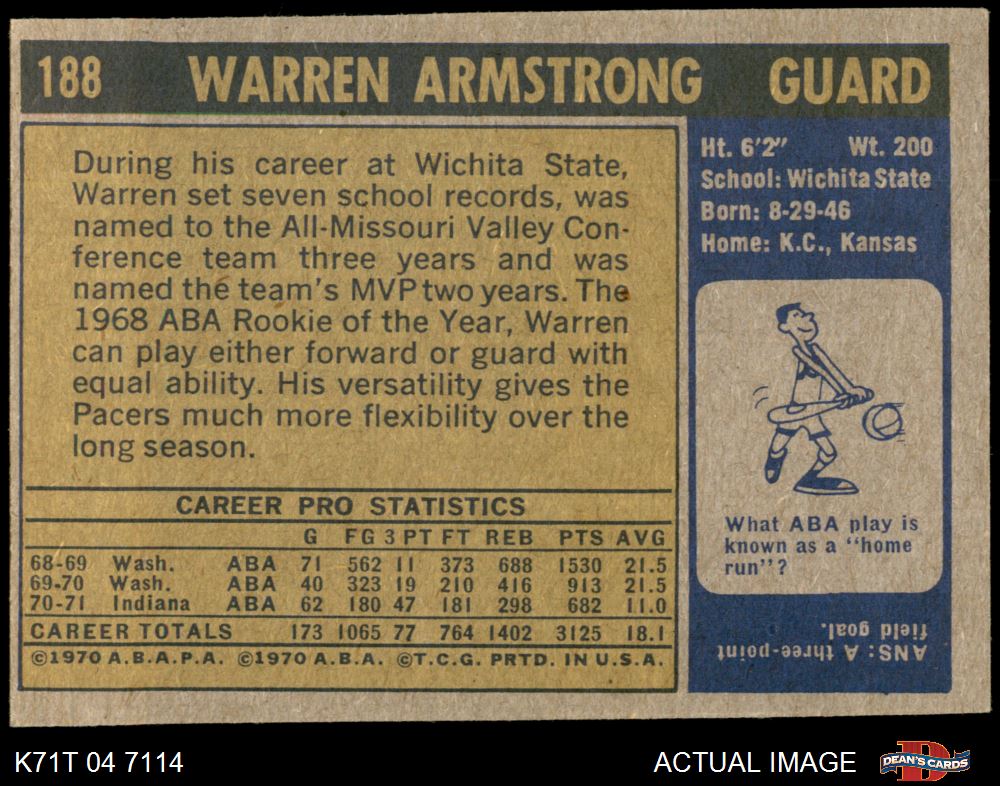 188 WARREN ARMSTRONG GUARD
During his career at Wichita State,
Warren set seven school records, was
named to the All-Missouri Valley Con-
ference team three years and was
named the team's MVP two years. The
1968 ABA Rookie of the Year, Warren
can play either forward or guard with
equal ability. His versatility gives the
Pacers much more flexibility over the
long season.
CAREER PRO STATISTICS
G FG 3 PT FT REB PTS AVG
68-69 Wash. ABA 71 562 11 373 688 1530 21.5
69-70 Wash. ABA 40 323 19 210 416 913 21.5
70-71 Indiana ABA 62 180 47 181 298 682 11.0
CAREER TOTALS 173 1065 77 764 1402 3125 18.1
©1970 A.B.A.P.A. ©1970 A.B.A. ©T.C.G. PRTD. IN U.S.A.
Ht. 6'2" Wt. 200
School: Wichita State
Born: 8-29-46
Home: K.C., Kansas
What ABA play is
known as a "home
run"?
ANS: A three-point
field goal.
K71T 04 7114 ACTUAL IMAGE
D
DEAN'S CARDS